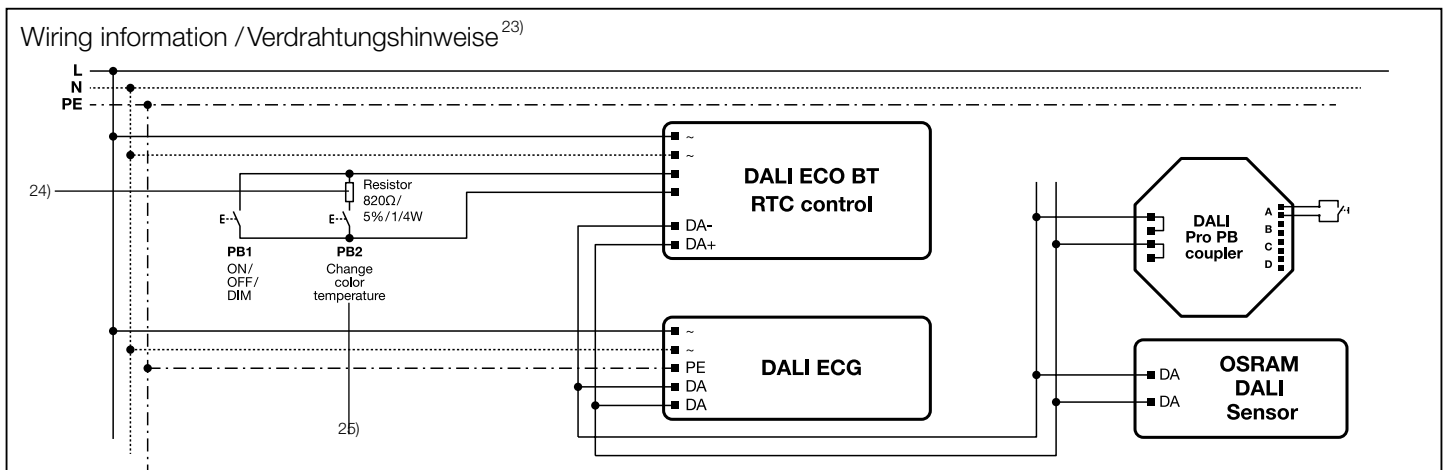 Wiring information / Verdrahtungshinweise 23)
L
N
PE
24)
Resistor
820Ω/
5%/1/4W
PB1
ON/
OFF/
DIM
PB2
Change
color
temperature
25)
~
~
DA-
DA+
DALI ECO BT
RTC control
~
~
PE
DA
DA
DALI ECG
DALI
Pro PB
coupler
A
B
C
D
DA
DA
OSRAM
DALI
Sensor